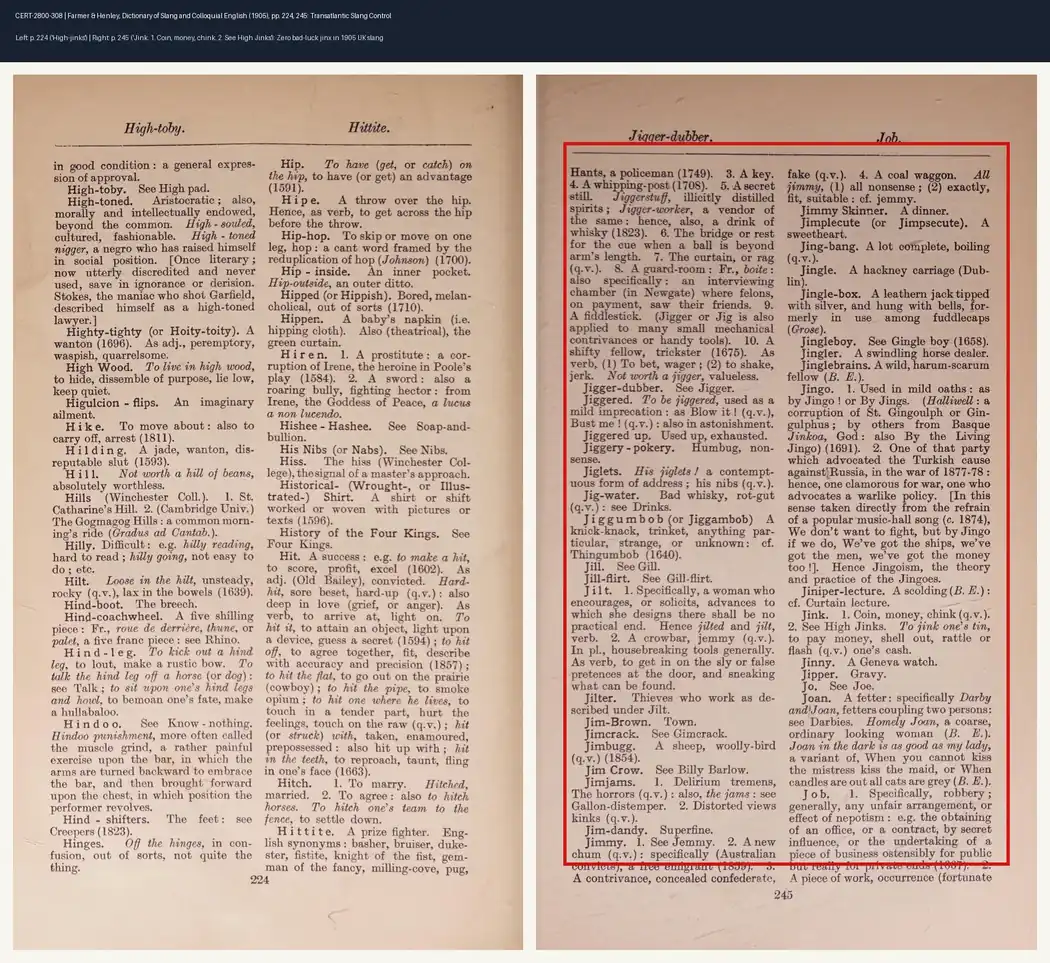 CERT-2800-308 | Farmer & Henley, Dictionary of Slang and Colloquial English (1905), pp. 224, 245: Transatlantic Slang Control
Left: p. 224 ('High-jinks') | Right: p. 245 ('Jink. 1. Coin, money, chink. 2. See High Jinks'): Zero bad-luck jinx in 1905 UK slang
High-toby.
in good condition : a general expres-
sion of approval.
High-toby. See High pad.
High-toned. Aristocratic ; also,
morally and intellectually endowed,
beyond the common. High-souled,
cultured, fashionable. High-toned
nigger, a negro who has raised himself
in social position. [Once literary ;
now utterly discredited and never
used, save in ignorance or derision.
Stokes, the maniac who shot Garfield,
described himself as a high-toned
lawyer.]
Highty-tighty (or Hoity-toity). A
wanton (1696). As adj., peremptory,
waspish, quarrelsome.
High Wood. To live in high wood,
to hide, dissemble of purpose, lie low,
keep quiet.
Higulcion-flips. An imaginary
ailment.
Hike. To move about : also to
carry off, arrest (1811).
Hilding. A jade, wanton, dis-
reputable slut (1593).
Hill. Not worth a hill of beans,
absolutely worthless.
Hills (Winchester Coll.). 1. St.
Catharine's Hill. 2. (Cambridge Univ.)
The Gogmagog Hills : a common morn-
ing's ride (Gradus ad Cantab.).
Hilly. Difficult : e.g. hilly reading,
hard to read ; hilly going, not easy to
do ; etc.
Hilt. Loose in the hilt, unsteady,
rocky (q.v.), lax in the bowels (1639).
Hind-boot. The breech.
Hind-coachwheel. A five shilling
piece : Fr., roue de derrière, thune, or
palet, a five franc piece : see Rhino.
Hind-leg. To kick out a hind
leg, to lout, make a rustic bow. To
talk the hind leg off a horse (or dog) :
see Talk ; to sit upon one's hind legs
and howl, to bemoan one's fate, make
a hullabaloo.
Hindoo. See Know-nothing.
Hindoo punishment, more often called
the muscle grind, a rather painful
exercise upon the bar, in which the
arms are turned backward to embrace
the bar, and then brought forward
upon the chest, in which position the
performer revolves.
Hind-shifters. The feet : see
Creepers (1823).
Hinges. Off the hinges, in con-
fusion, out of sorts, not quite the
thing.
Hittite.
Hip. To have (get, or catch) on
the hip, to have (or get) an advantage
(1591).
Hipe. A throw over the hip.
Hence, as verb, to get across the hip
before the throw.
Hip-hop. To skip or move on one
leg, hop : a cant word framed by the
reduplication of hop (Johnson) (1700).
Hip-inside. An inner pocket.
Hip-outside, an outer ditto.
Hipped (or Hippish). Bored, melan-
cholical, out of sorts (1710).
Hippen. A baby's napkin (i.e.
hipping cloth). Also (theatrical), the
green curtain.
Hiren. 1. A prostitute : a cor-
ruption of Irene, the heroine in Poole's
play (1584). 2. A sword : also a
roaring bully, fighting hector : from
Irene, the Goddess of Peace, a lucus
a non lucendo.
Hishee-Hashee. See Soap-and-
bullion.
His Nibs (or Nabs). See Nibs.
Hiss. The hiss (Winchester Col-
lege), the signal of a master's approach.
Historical- (Wrought-, or Illus-
trated-) Shirt. A shirt or shift
worked or woven with pictures or
texts (1596).
History of the Four Kings. See
Four Kings.
Hit. A success : e.g. to make a hit,
to score, profit, excel (1602). As
adj. (Old Bailey), convicted. Hard-
hit, sore beset, hard-up (q.v.) : also
deep in love (grief, or anger). As
verb, to arrive at, light on. To
hit it, to attain an object, light upon
a device, guess a secret (1594) ; to hit
off, to agree together, fit, describe
with accuracy and precision (1857) ;
to hit the flat, to go out on the prairie
(cowboy) ; to hit the pipe, to smoke
opium ; to hit one where he lives, to
touch in a tender part, hurt the
feelings, touch on the raw (q.v.) ; hit
(or struck) with, taken, enamoured,
prepossessed : also hit up with ; hit
in the teeth, to reproach, taunt, fling
in one's face (1663).
Hitch. 1. To marry. Hitched,
married. 2. To agree : also to hitch
horses. To hitch one's team to the
fence, to settle down.
Hittite. A prize fighter. Eng-
lish synonyms : basher, bruiser, duke-
ster, fistite, knight of the fist, gem-
man of the fancy, milling-cove, pug,
224
Jigger-dubber.
Hants, a policeman (1749). 3. A key.
4. A whipping-post (1708). 5. A secret
still. Jiggerstuff, illicitly distilled
spirits ; Jigger-worker, a vendor of
the same : hence, also, a drink of
whisky (1823). 6. The bridge or rest
for the cue when a ball is beyond
arm's length. 7. The curtain, or rag
(q.v.). 8. A guard-room : Fr., boite :
also specifically : an interviewing
chamber (in Newgate) where felons,
on payment, saw their friends. 9.
A fiddlestick. (Jigger or Jig is also
applied to many small mechanical
contrivances or handy tools). 10. A
shifty fellow, trickster (1675). As
verb, (1) To bet, wager ; (2) to shake,
jerk. Not worth a jigger, valueless.
Jigger-dubber. See Jigger.
Jiggered. To be jiggered, used as a
mild imprecation : as Blow it ! (q.v.),
Bust me ! (q.v.) : also in astonishment.
Jiggered up. Used up, exhausted.
Jiggery-pokery. Humbug, non-
sense.
Jiglets. His jiglets ! a contempt-
uous form of address ; his nibs (q.v.).
Jig-water. Bad whisky, rot-gut
(q.v.) : see Drinks.
Jiggumbob (or Jiggambob) A
knick-knack, trinket, anything par-
ticular, strange, or unknown : cf.
Thingumbob (1640).
Jill. See Gill.
Jill-flirt. See Gill-flirt.
Jilt. 1. Specifically, a woman who
encourages, or solicits, advances to
which she designs there shall be no
practical end. Hence jilted and jilt,
verb. 2. A crowbar, jemmy (q.v.).
In pl., housebreaking tools generally.
As verb, to get in on the sly or false
pretences at the door, and sneaking
what can be found.
Jilter. Thieves who work as de-
scribed under Jilt.
Jim-Brown. Town.
Jimcrack. See Gimcrack.
Jimbugg. A sheep, woolly-bird
(q.v.) (1854).
Jim Crow. See Billy Barlow.
Jimjams. 1. Delirium tremens,
The horrors (q.v.) : also, the jams : see
Gallon-distemper. 2. Distorted views
kinks (q.v.).
Jim-dandy. Superfine.
Jimmy. 1. See Jemmy. 2. A new
chum (q.v.) : specifically (Australian
convicts), a free emigrant (1859). 3.
A contrivance, concealed confederate,
Job.
fake (q.v.). 4. A coal waggon. All
jimmy, (1) all nonsense ; (2) exactly,
fit, suitable : cf. jemmy.
Jimmy Skinner. A dinner.
Jimplecute (or Jimpsecute). A
sweetheart.
Jing-bang. A lot complete, boiling
(q.v.).
Jingle. A hackney carriage (Dub-
lin).
Jingle-box. A leathern jack tipped
with silver, and hung with bells, for-
merly in use among fuddlecaps
(Grose).
Jingleboy. See Gingle boy (1658).
Jingler. A swindling horse dealer.
Jinglebrains. A wild, harum-scarum
fellow (B. E.).
Jingo. 1. Used in mild oaths : as
by Jingo ! or By Jings. (Halliwell : a
corruption of St. Gingoulph or Gin-
gulphus ; by others from Basque
Jinkoa, God : also By the Living
Jingo) (1691). 2. One of that party
which advocated the Turkish cause
against Russia, in the war of 1877-78 :
hence, one clamorous for war, one who
advocates a warlike policy. [In this
sense taken directly from the refrain
of a popular music-hall song (c. 1874),
We don't want to fight, but by Jingo
if we do, We've got the ships, we've
got the men, we've got the money
too !]. Hence Jingoism, the theory
and practice of the Jingoes.
Jiniper-lecture. A scolding (B. E.) :
cf. Curtain lecture.
Jink. 1. Coin, money, chink (q.v.).
2. See High Jinks. To jink one's tin,
to pay money, shell out, rattle or
flash (q.v.) one's cash.
Jinny. A Geneva watch.
Jipper. Gravy.
Jo. See Joe.
Joan. A fetter : specifically Darby
and Joan, fetters coupling two persons :
see Darbies. Homely Joan, a coarse,
ordinary looking woman (B. E.).
Joan in the dark is as good as my lady,
a variant of, When you cannot kiss
the mistress kiss the maid, or When
candles are out all cats are grey (B. E.).
Job. 1. Specifically, robbery ;
generally, any unfair arrangement, or
effect of nepotism : e.g. the obtaining
of an office, or a contract, by secret
influence, or the undertaking of a
piece of business ostensibly for public
but really for private ends (1667). 2.
A piece of work, occurrence (fortunate
245